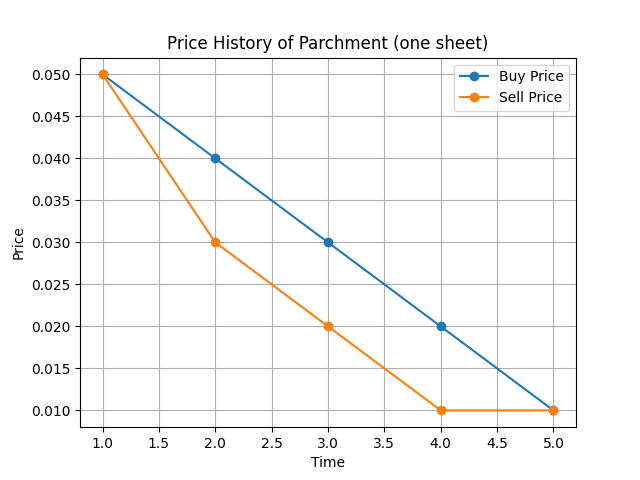 Price History of Parchment (one sheet)
Buy Price
Sell Price
0.050
0.045
0.040
0.035
0.030
0.025
0.020
0.015
0.010
Price
1.0 1.5 2.0 2.5 3.0 3.5 4.0 4.5 5.0
Time